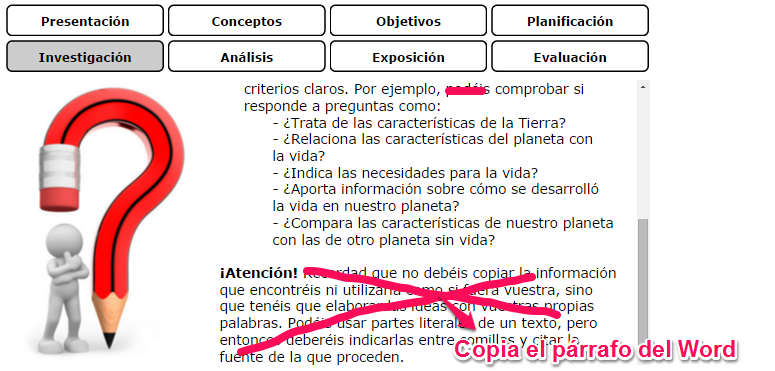 Presentación Conceptos Objetivos Planificación
Investigación Análisis Exposición Evaluación
criterios claros. Por ejemplo, podéis comprobar si
responde a preguntas como:
- ¿Trata de las características de la Tierra?
- ¿Relaciona las características del planeta con
la vida?
- ¿Indica las necesidades para la vida?
- ¿Aporta información sobre cómo se desarrolló
la vida en nuestro planeta?
- ¿Compara las características de nuestro planeta
con las de otro planeta sin vida?
¡Atención! Recordad que no debéis copiar la información
que encontréis ni utilizarla como si fuera vuestra, sino
que tenéis que elaborar las ideas con vuestras propias
palabras. Podéis usar partes literales de un texto, pero
entonces deberéis indicarlas entre comillas y citar la
fuente de la que proceden.
Copia el párrafo del Word